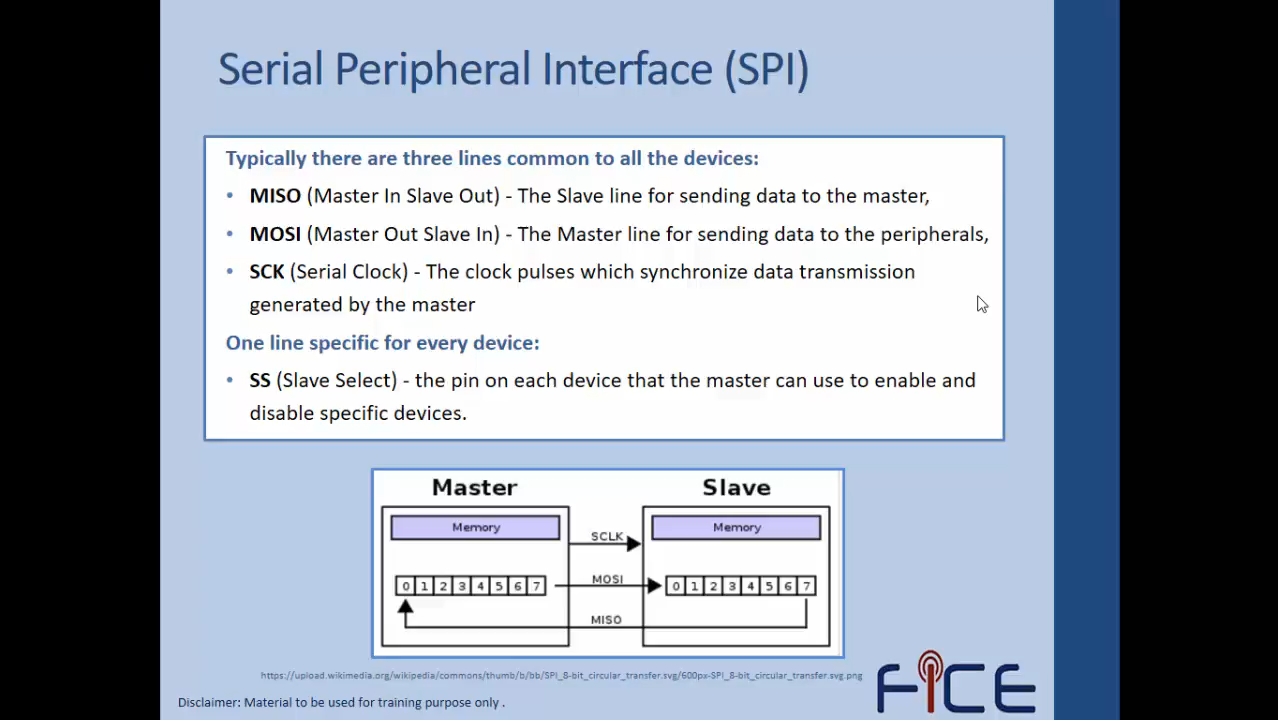 Serial Peripheral Interface (SPI)
Typically there are three lines common to all the devices:
• MISO (Master In Slave Out) - The Slave line for sending data to the master,
• MOSI (Master Out Slave In) - The Master line for sending data to the peripherals,
• SCK (Serial Clock) - The clock pulses which synchronize data transmission
generated by the master
One line specific for every device:
• SS (Slave Select) - the pin on each device that the master can use to enable and
disable specific devices.
Master Slave
Memory Memory
SCLK
0 1 2 3 4 5 6 7 MOSI 0 1 2 3 4 5 6 7
MISO
https://upload.wikimedia.org/wikipedia/commons/thumb/b/bb/SPI_8-bit_circular_transfer.svg/600px-SPI_8-bit_circular_transfer.svg.png
FiCE
Disclaimer: Material to be used for training purpose only .